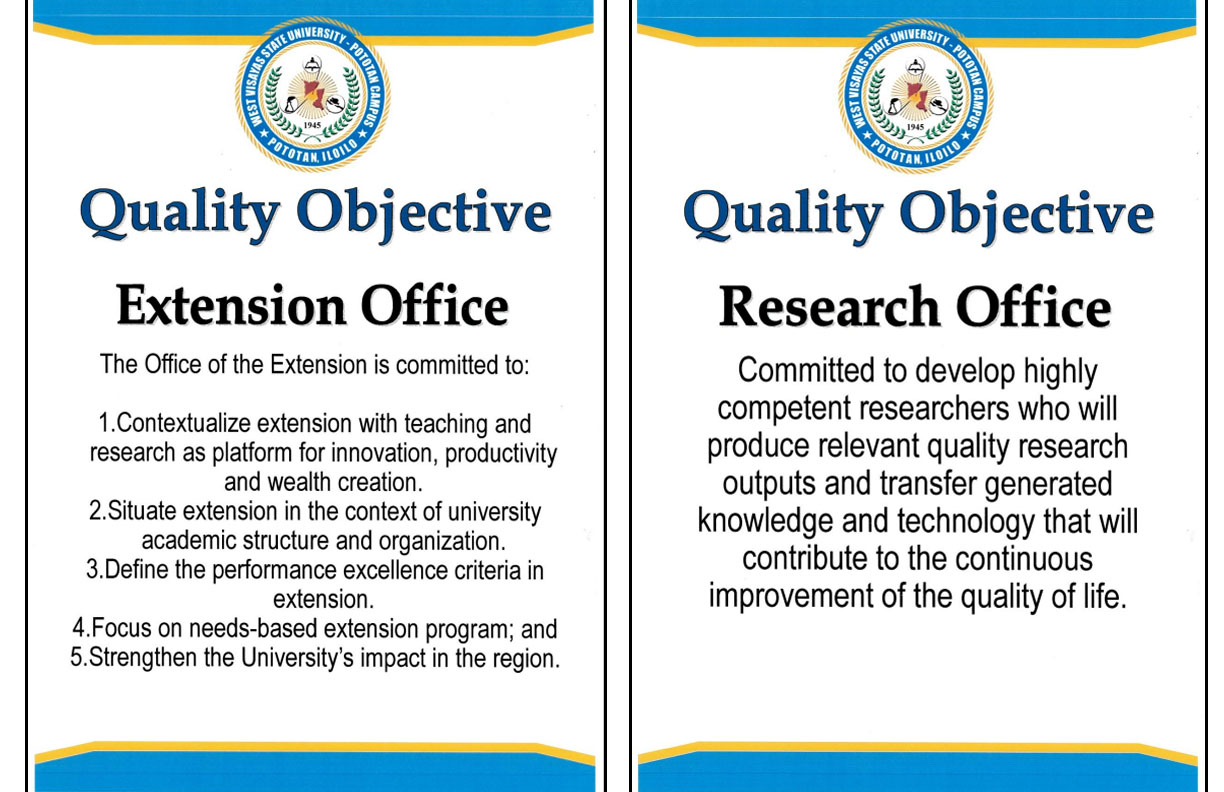 WEST VISAYAS STATE UNIVERSITY - POTOTAN CAMPUS
1945
★ POTOTAN, ILOILO ★
Quality Objective
Extension Office
The Office of the Extension is committed to:
1.Contextualize extension with teaching and
research as platform for innovation, productivity
and wealth creation.
2.Situate extension in the context of university
academic structure and organization.
3.Define the performance excellence criteria in
extension.
4.Focus on needs-based extension program; and
5.Strengthen the University's impact in the region.
WEST VISAYAS STATE UNIVERSITY - POTOTAN CAMPUS
1945
★ POTOTAN, ILOILO ★
Quality Objective
Research Office
Committed to develop highly
competent researchers who will
produce relevant quality research
outputs and transfer generated
knowledge and technology that will
contribute to the continuous
improvement of the quality of life.